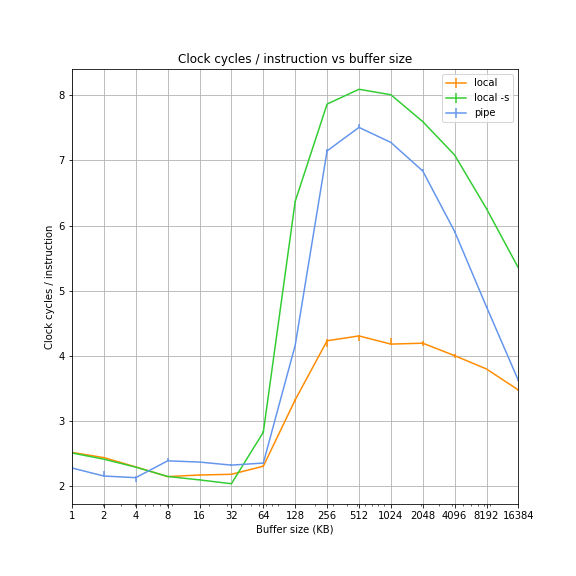 Clock cycles / instruction vs buffer size
local
local -s
pipe
Clock cycles / instruction
8
7
6
5
4
3
2
1 2 4 8 16 32 64 128 256 512 1024 2048 4096 8192 16384
Buffer size (KB)